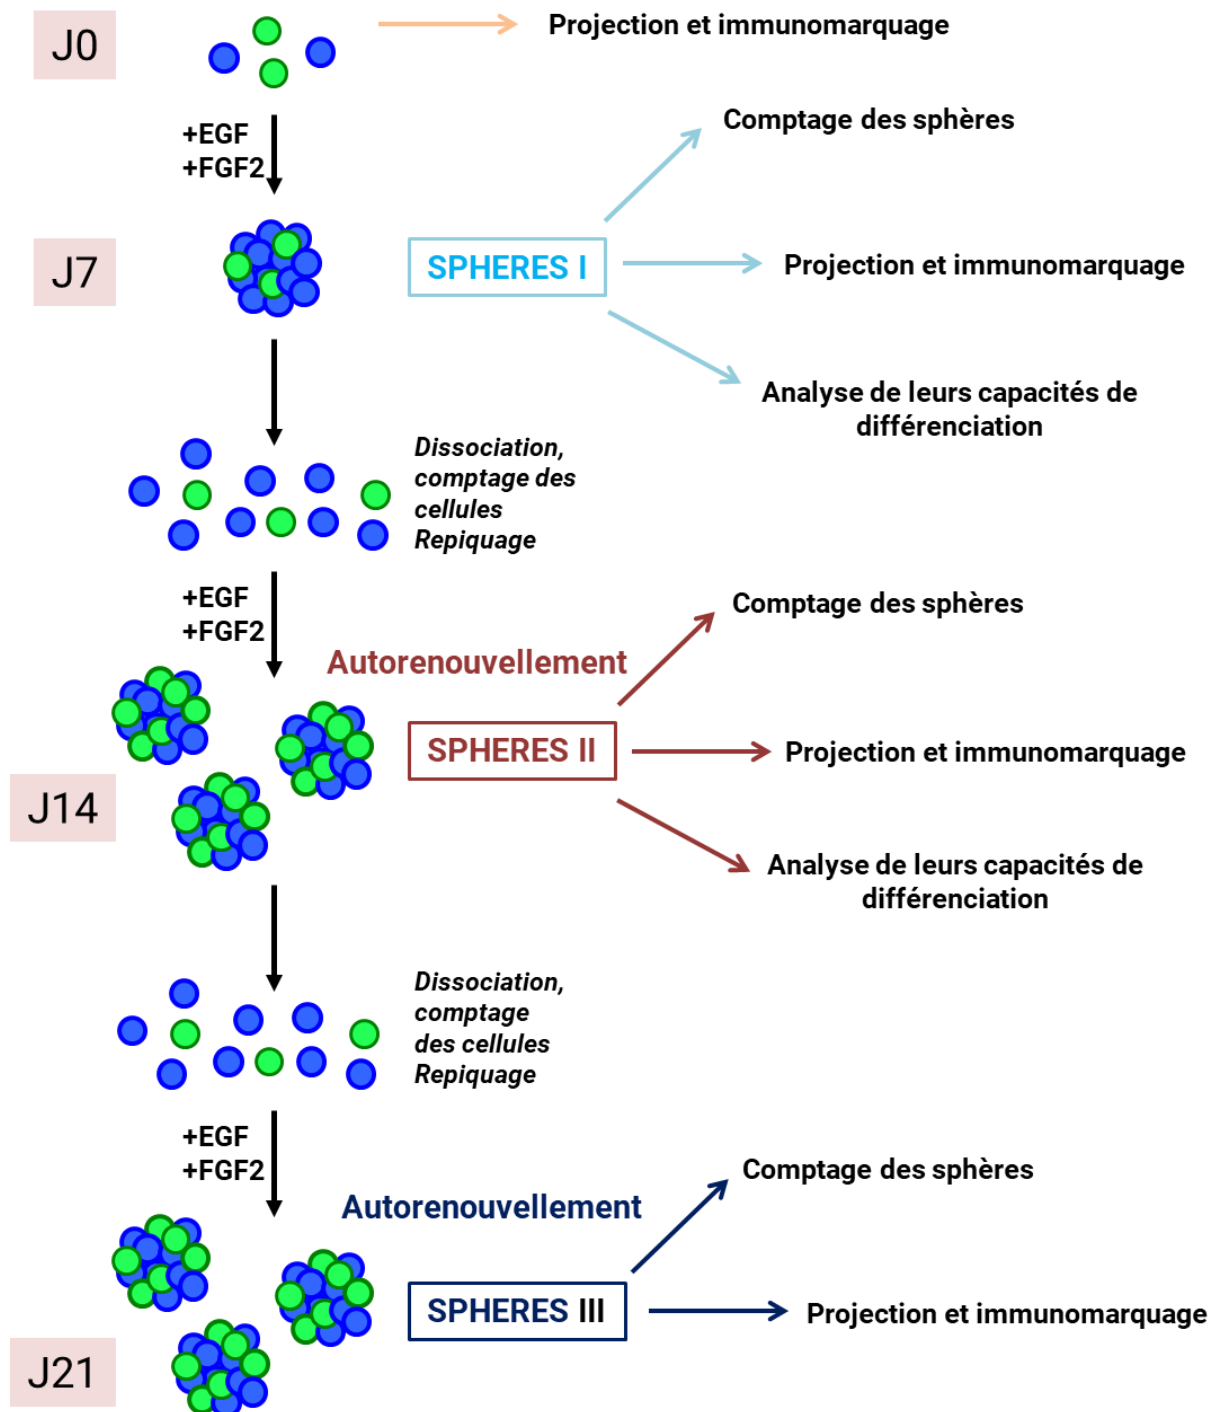 J0
Projection et immunomarquage
+EGF
+FGF2
Comptage des sphères
J7
SPHERES I
Projection et immunomarquage
Analyse de leurs capacités de
différenciation
Dissociation,
comptage des
cellules
Repiquage
+EGF
+FGF2
Comptage des sphères
Autorenouvellement
SPHERES II
Projection et immunomarquage
J14
Analyse de leurs capacités de
différenciation
Dissociation,
comptage
des cellules
Repiquage
+EGF
+FGF2
Comptage des sphères
Autorenouvellement
SPHERES III
Projection et immunomarquage
J21